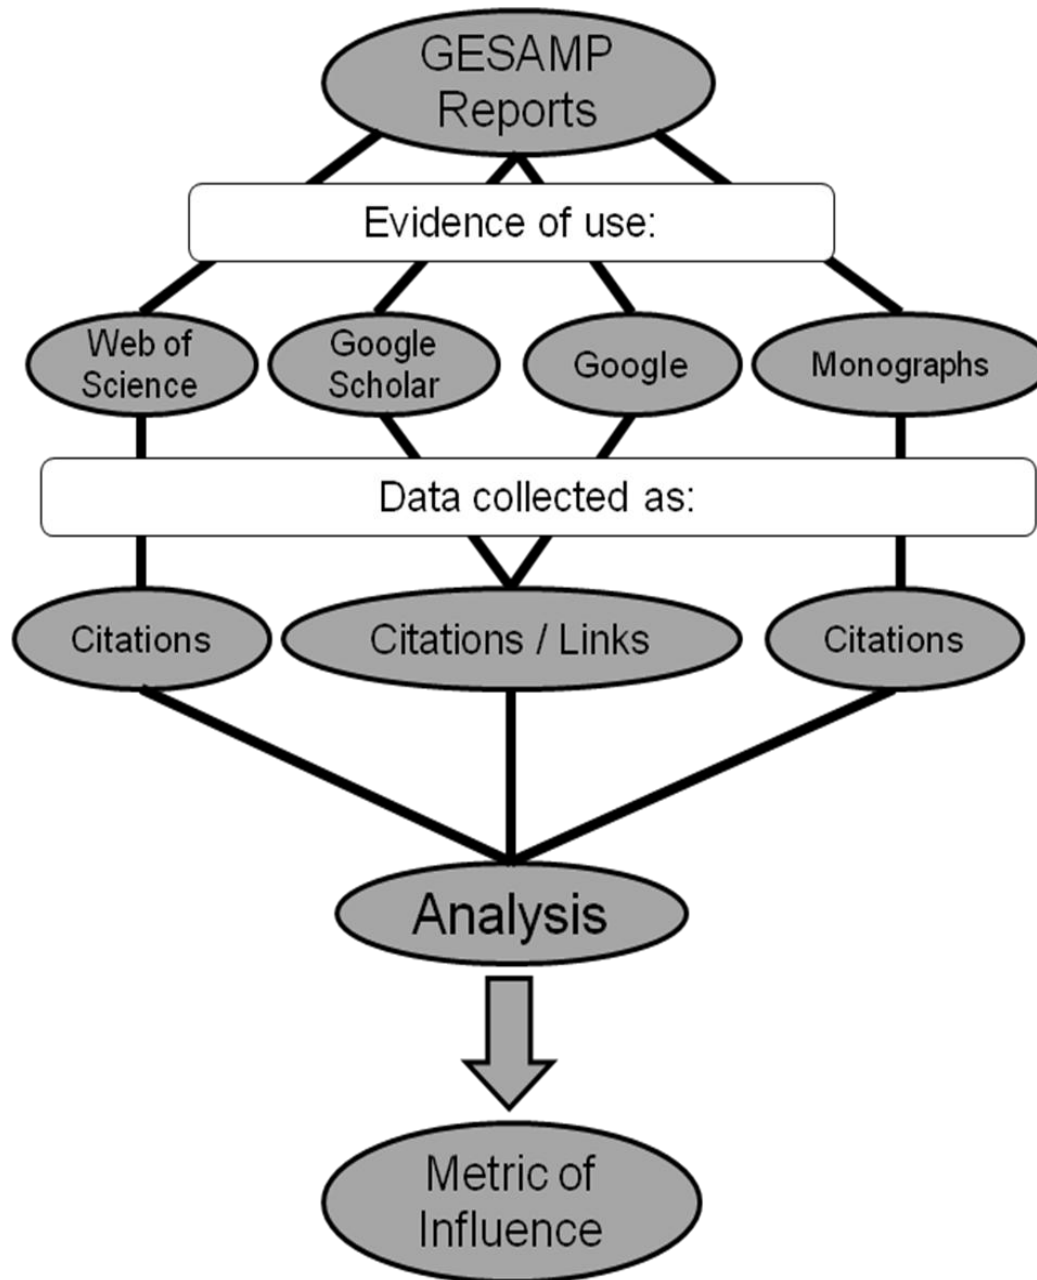 GESAMP
Reports
Evidence of use:
Web of
Science
Google
Scholar
Google
Monographs
Data collected as:
Citations
Citations / Links
Citations
Analysis
Metric of
Influence